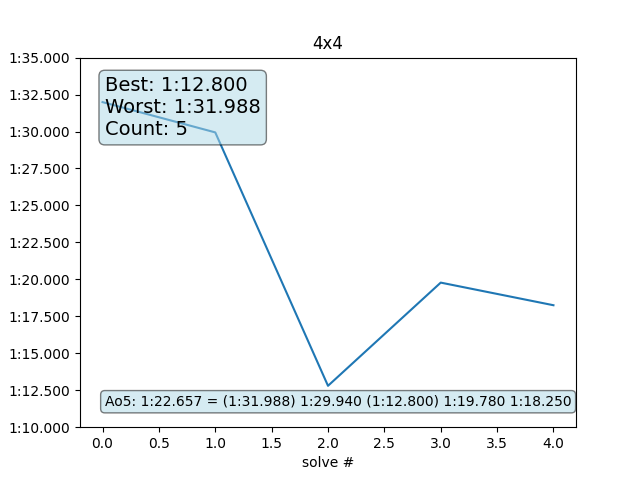 4x4
1:35.000
1:32.500
1:30.000
1:27.500
1:25.000
1:22.500
1:20.000
1:17.500
1:15.000
1:12.500
1:10.000
Best: 1:12.800
Worst: 1:31.988
Count: 5
Ao5: 1:22.657 = (1:31.988) 1:29.940 (1:12.800) 1:19.780 1:18.250
0.0 0.5 1.0 1.5 2.0 2.5 3.0 3.5 4.0
solve #